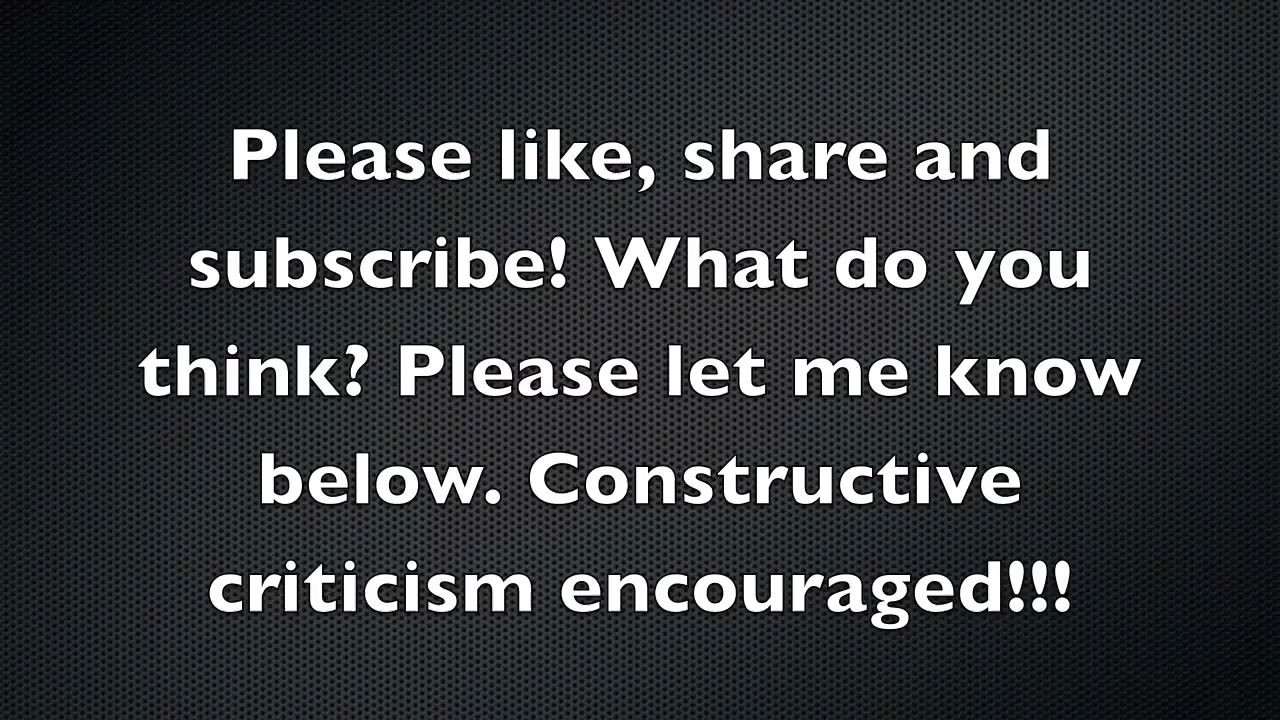 Please like, share and
subscribe! What do you
think? Please let me know
below. Constructive
criticism encouraged!!!